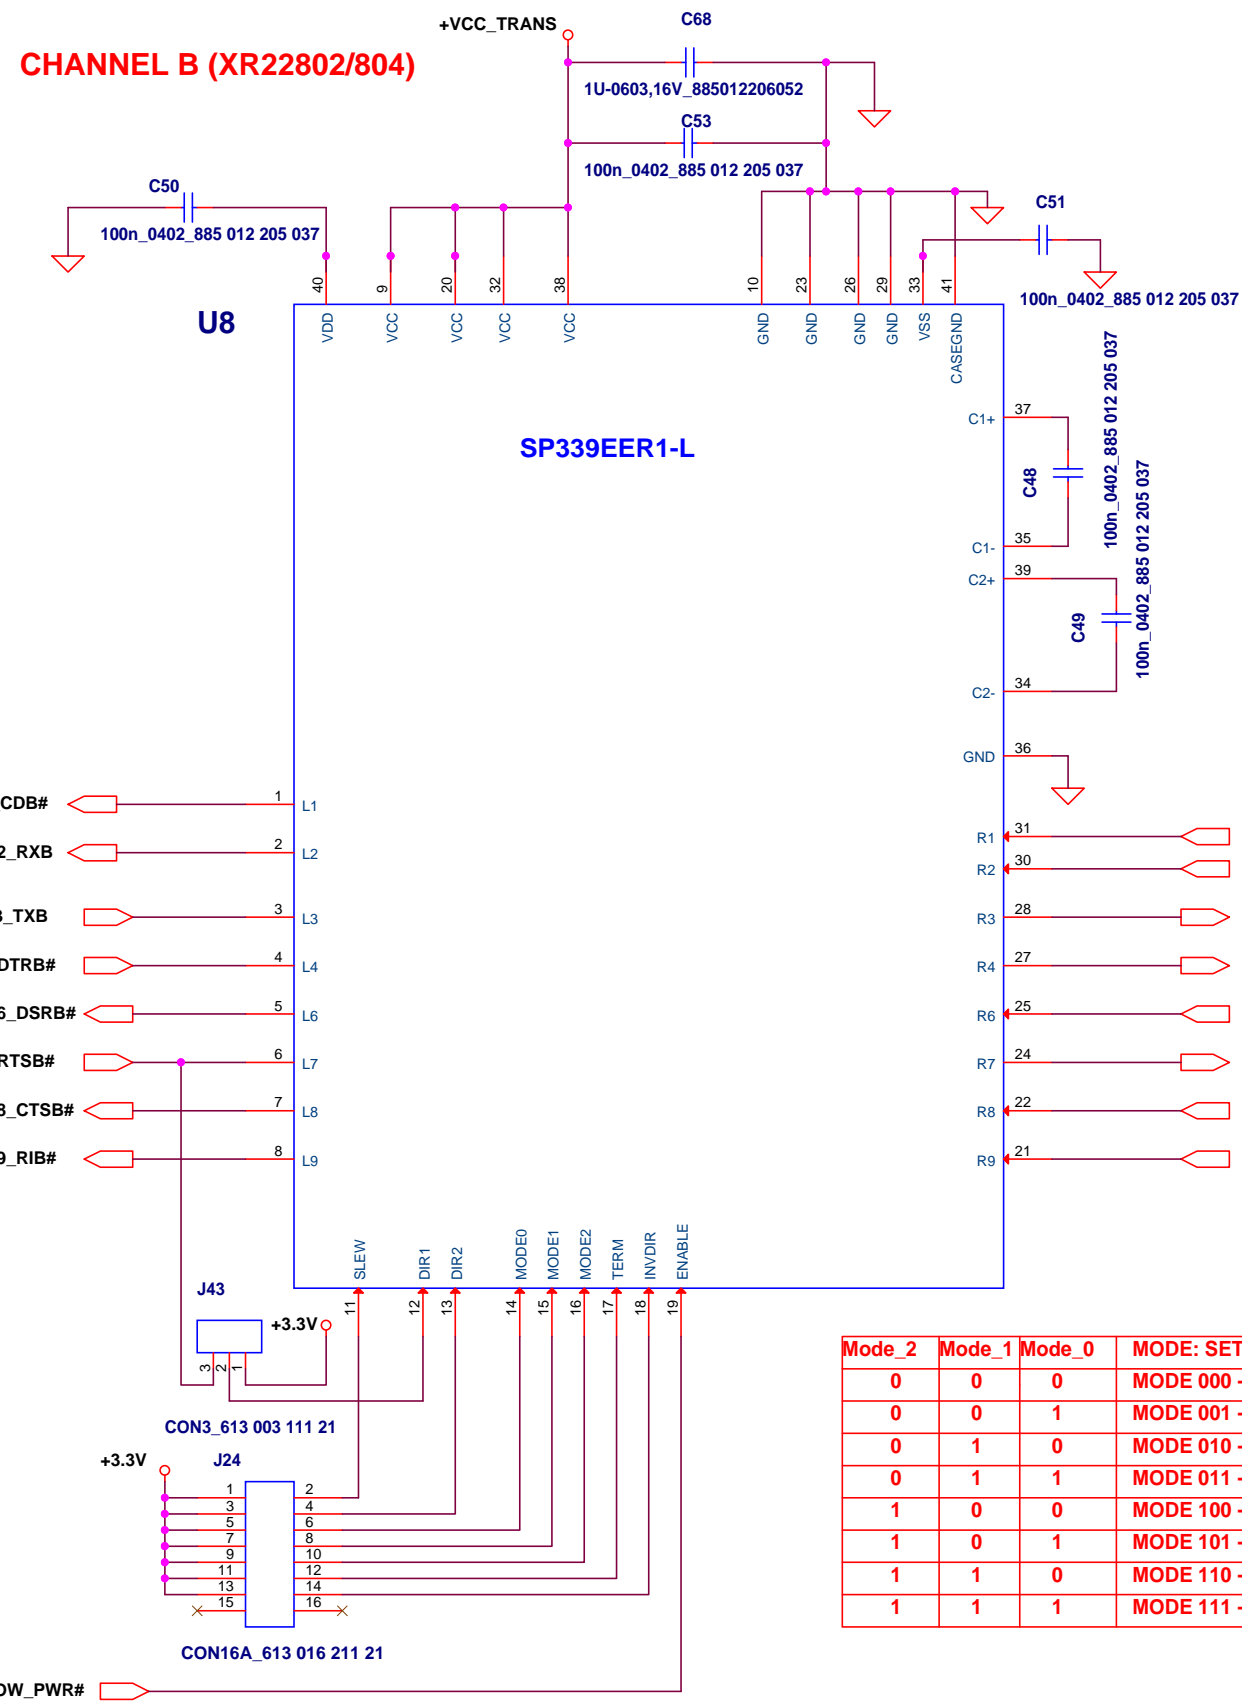 +VCC_TRANS
C68
CHANNEL B (XR22802/804)
1U-0603,16V_885012206052
C53
100n_0402_885 012 205 037
C50
100n_0402_885 012 205 037
C51
100n_0402_885 012 205 037
40 9 20 32 38 10 23 26 29 33 41
U8
VDD VCC VCC VCC VCC GND GND GND GND VSS CASEGND
SP339EER1-L
C1+ 37
C48
100n_0402_885 012 205 037
C1- 35
C2+ 39
C49
100n_0402_885 012 205 037
C2- 34
GND 36
CDB# 1 L1
R1 31
2_RXB 2 L2
R2 30
3_TXB 3 L3
R3 28
DTRB# 4 L4
R4 27
6_DSRB# 5 L6
R6 25
RTSB# 6 L7
R7 24
8_CTSB# 7 L8
R8 22
9_RIB# 8 L9
R9 21
SLEW DIR1 DIR2 MODE0 MODE1 MODE2 TERM INVDIR ENABLE
11 12 13 14 15 16 17 18 19
J43
+3.3V
3 2 1
CON3_613 003 111 21
+3.3V
J24
1 2
3 4
5 6
7 8
9 10
11 12
13 14
15 16
CON16A_613 016 211 21
OW_PWR#
Mode_2 Mode_1 Mode_0 MODE: SET
0 0 0 MODE 000 -
0 0 1 MODE 001 -
0 1 0 MODE 010 -
0 1 1 MODE 011 -
1 0 0 MODE 100 -
1 0 1 MODE 101 -
1 1 0 MODE 110 -
1 1 1 MODE 111 -